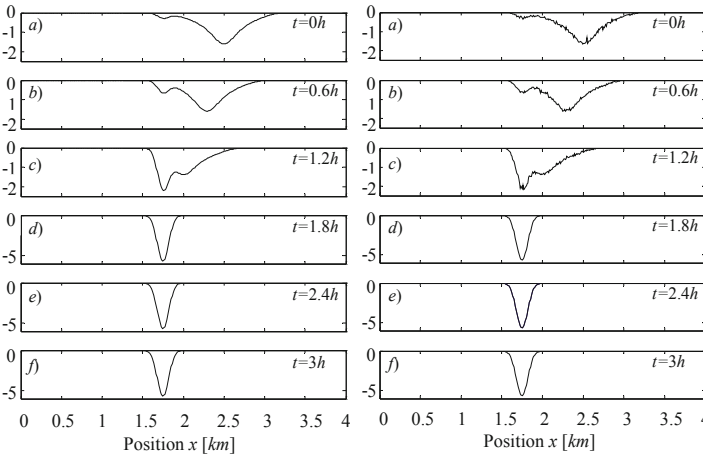 0
-1
-2
a)
t=0h
0
1
-2
b)
t=0.6h
0
-1
-2
c)
t=1.2h
0
-5
d)
t=1.8h
0
-5
e)
t=2.4h
0
-5
f)
t=3h
0 0.5 1 1.5 2 2.5 3 3.5 4
Position x [km]
0
-1
-2
a)
t=0h
0
-1
-2
b)
t=0.6h
0
-1
-2
c)
t=1.2h
0
-5
d)
t=1.8h
0
-5
e)
t=2.4h
0
-5
f)
t=3h
0 0.5 1 1.5 2 2.5 3 3.5 4
Position x [km]